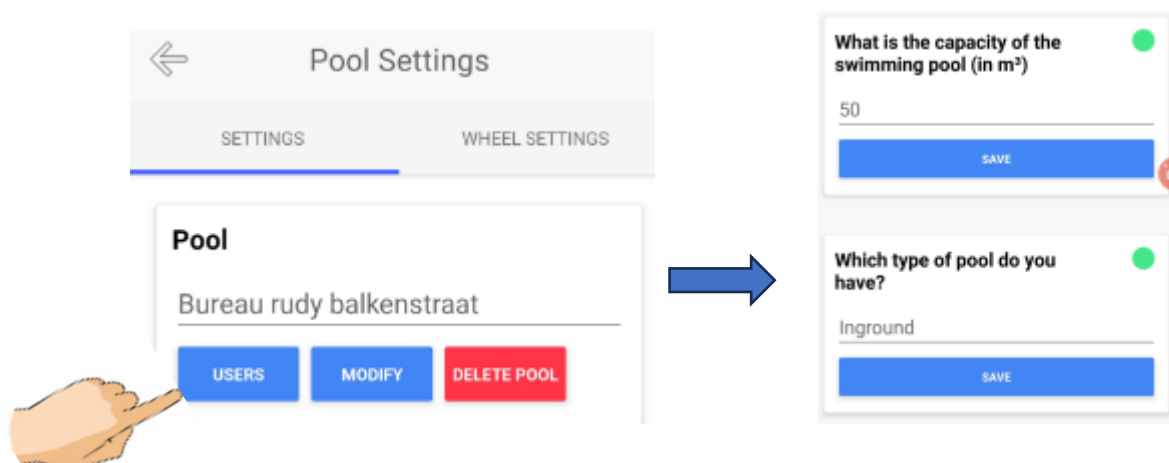 Pool Settings
SETTINGS
WHEEL SETTINGS
Pool
Bureau rudy balkenstraat
USERS
MODIFY
DELETE POOL
What is the capacity of the
swimming pool (in m³)
50
SAVE
Which type of pool do you
have?
Inground
SAVE